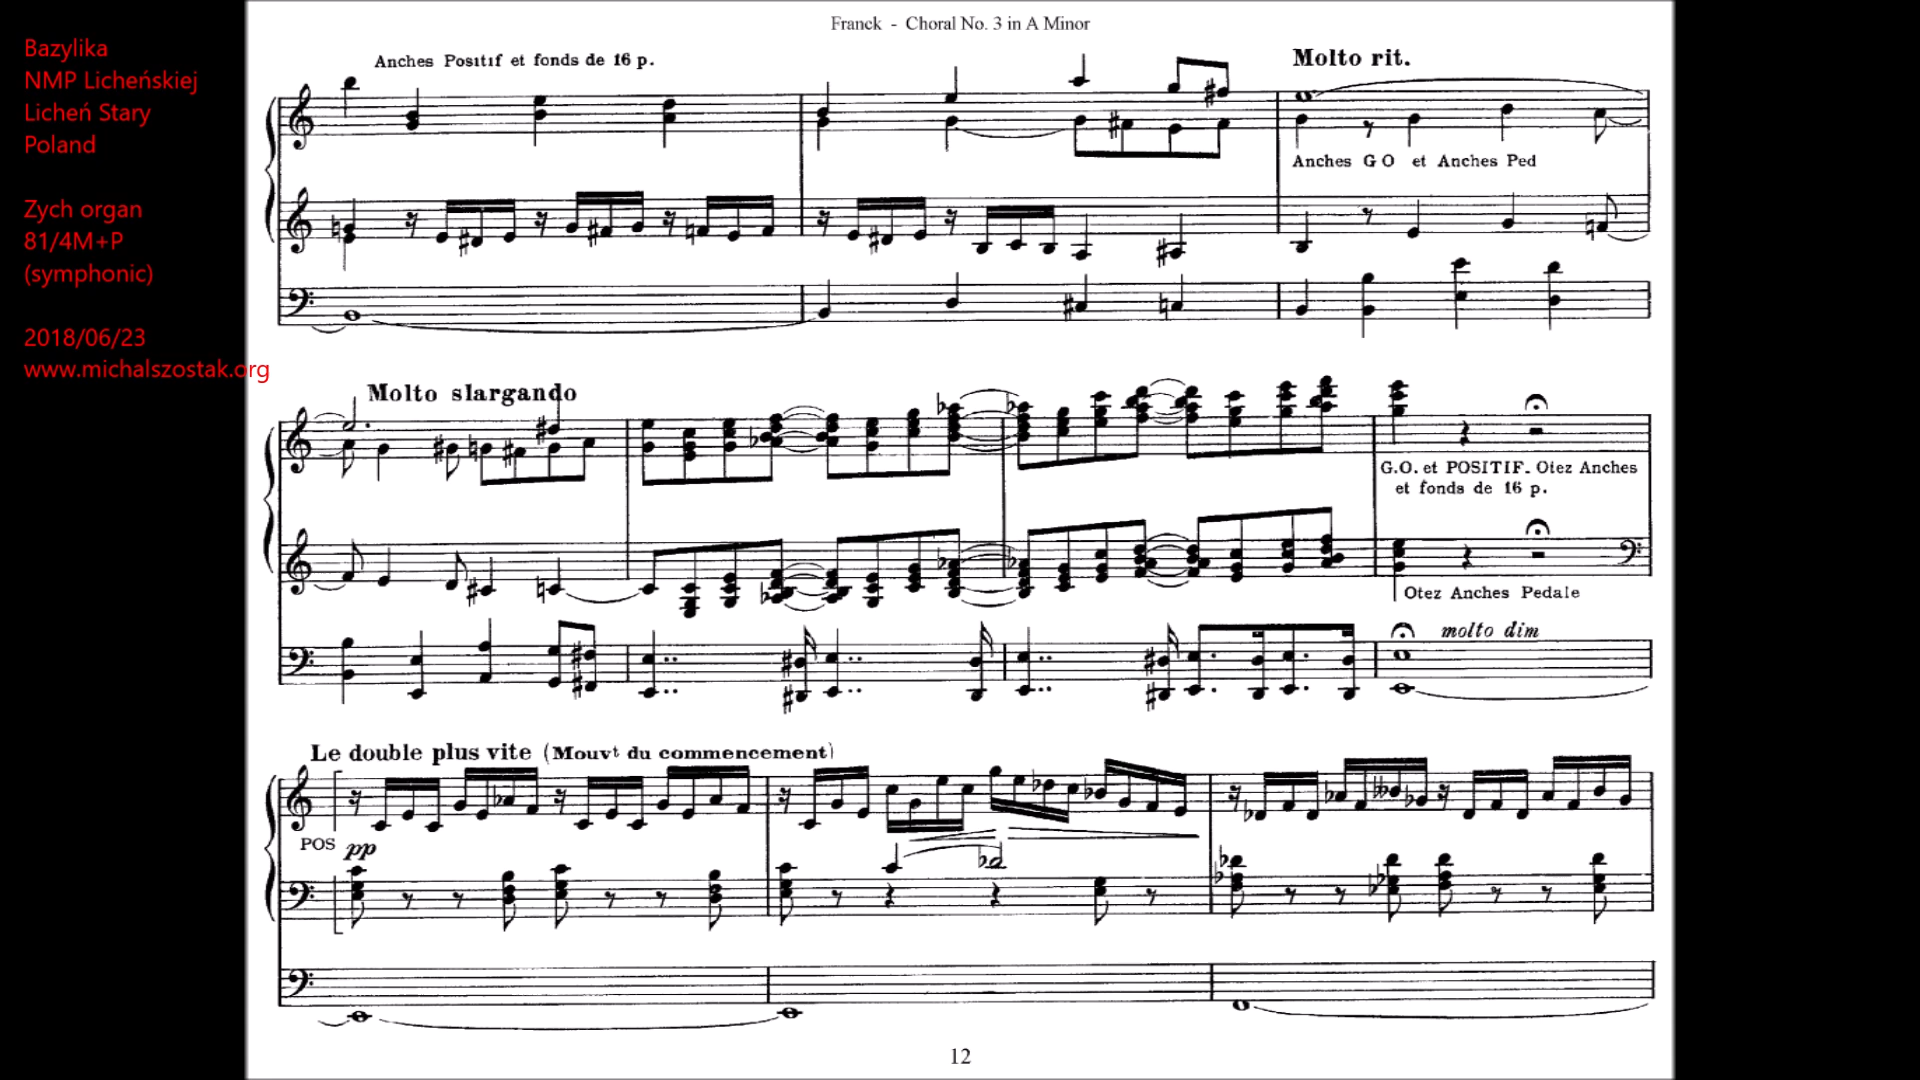 Franck - Choral No. 3 in A Minor
Bazylika
NMP Licheńskiej
Licheń Stary
Poland
Zych organ
81/4M+P
(symphonic)
2018/06/23
www.michalszostak.org
Anches Positif et fonds de 16 p.
Molto rit.
Anches G O et Anches Ped
Molto slargando
G.O. et POSITIF. Otez Anches
et fonds de 16 p.
Otez Anches Pedale
molto dim
Le double plus vite (Mouvt du commencement)
POS
pp
12